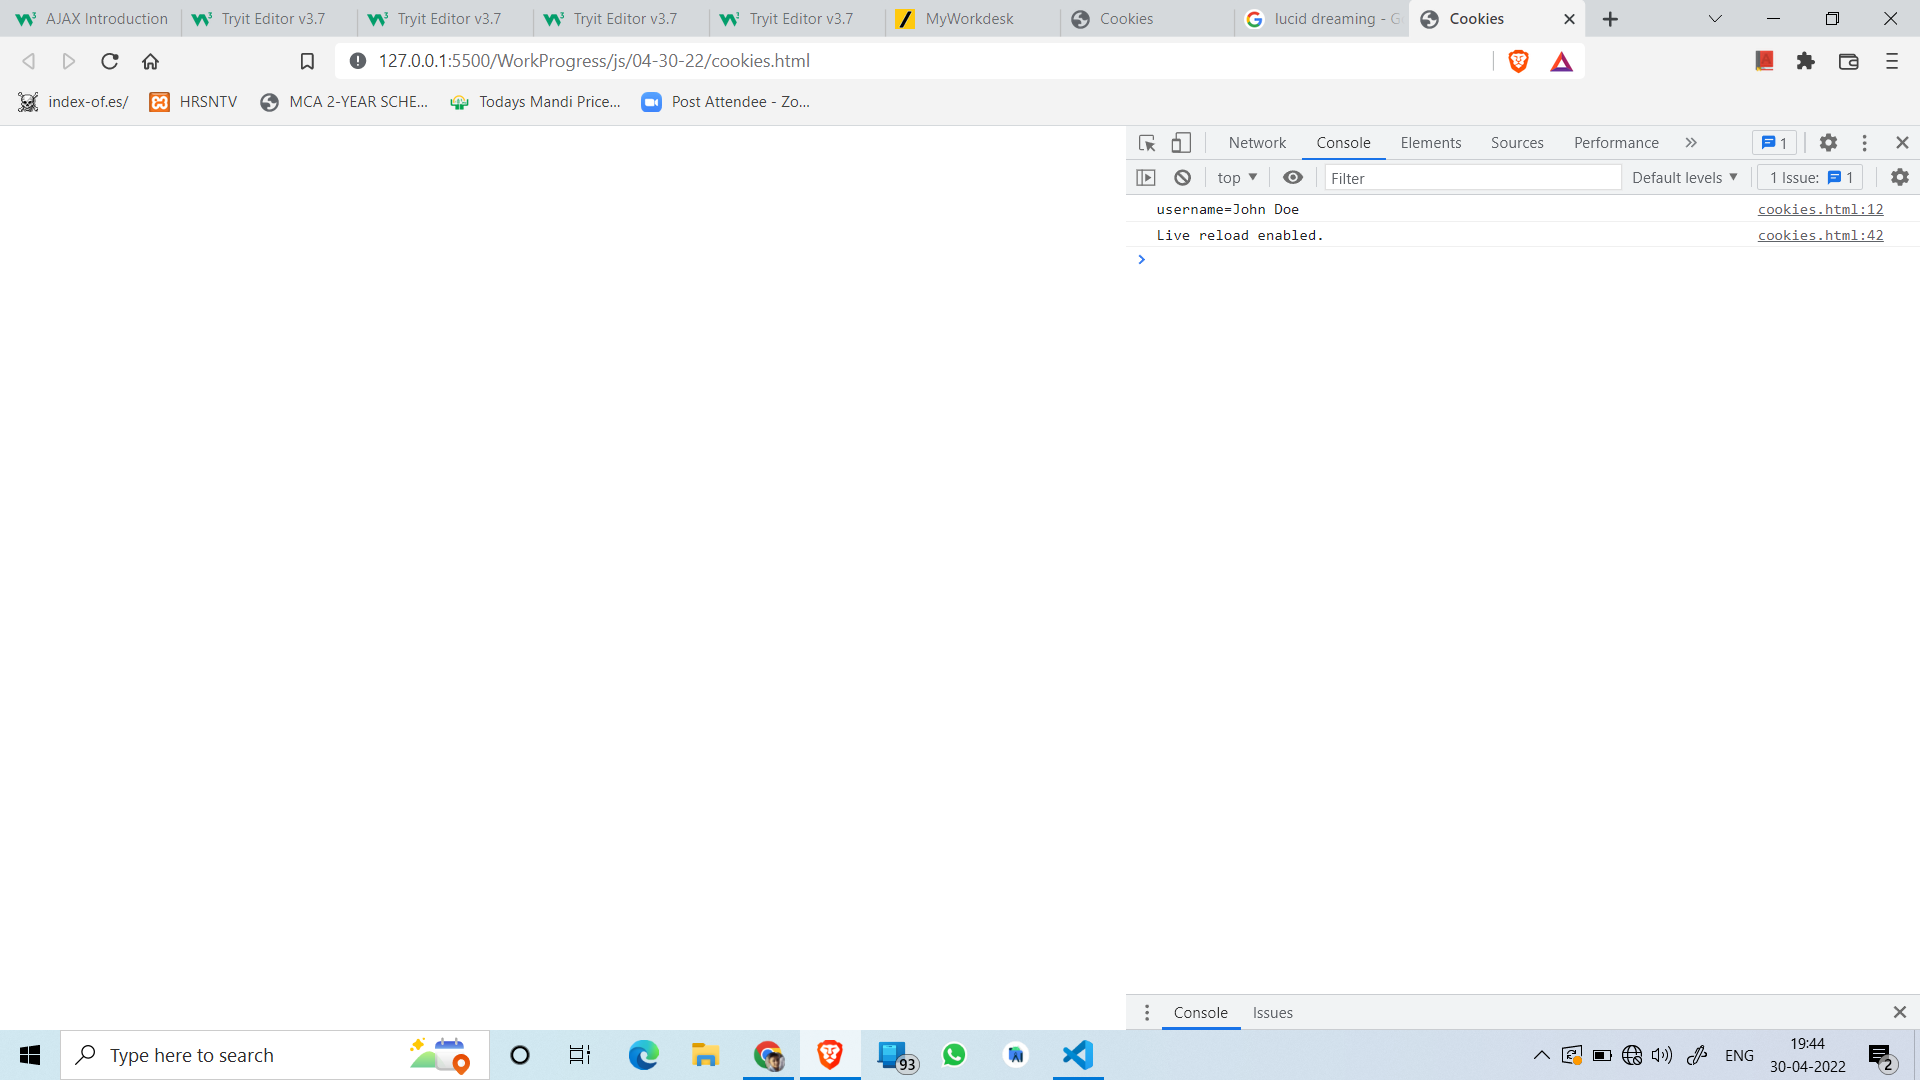 AJAX Introduction
Tryit Editor v3.7
Tryit Editor v3.7
Tryit Editor v3.7
Tryit Editor v3.7
MyWorkdesk
Cookies
lucid dreaming - G
Cookies
127.0.0.1:5500/WorkProgress/js/04-30-22/cookies.html
index-of.es/
HRSNTV
MCA 2-YEAR SCHE...
Todays Mandi Price...
Post Attendee - Zo...
Network
Console
Elements
Sources
Performance
1
top
Filter
Default levels
1 Issue: 1
username=John Doe
cookies.html:12
Live reload enabled.
cookies.html:42
Console
Issues
Type here to search
93
ENG
19:44
30-04-2022
2